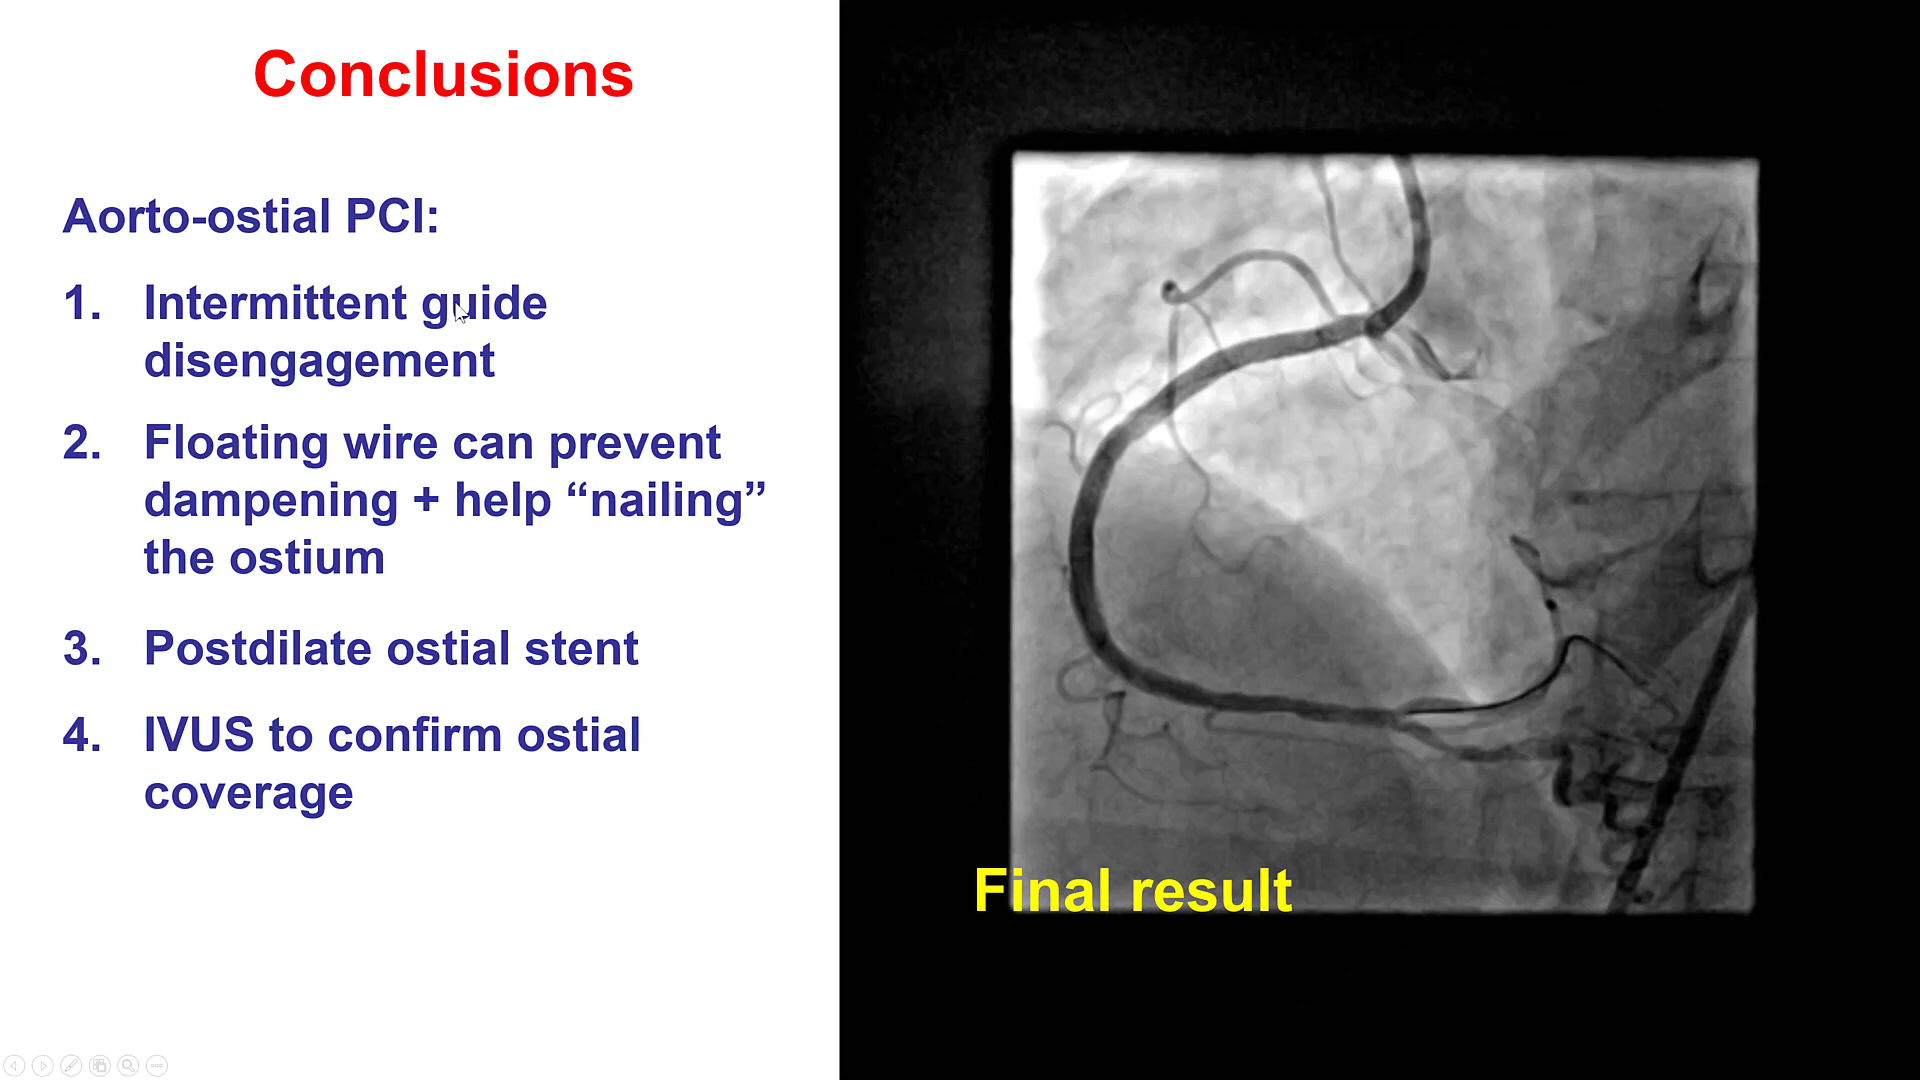 Conclusions
Aorto-ostial PCI:
1. Intermittent guide
disengagement
2. Floating wire can prevent
dampening + help “nailing”
the ostium
3. Postdilate ostial stent
4. IVUS to confirm ostial
coverage
Final result